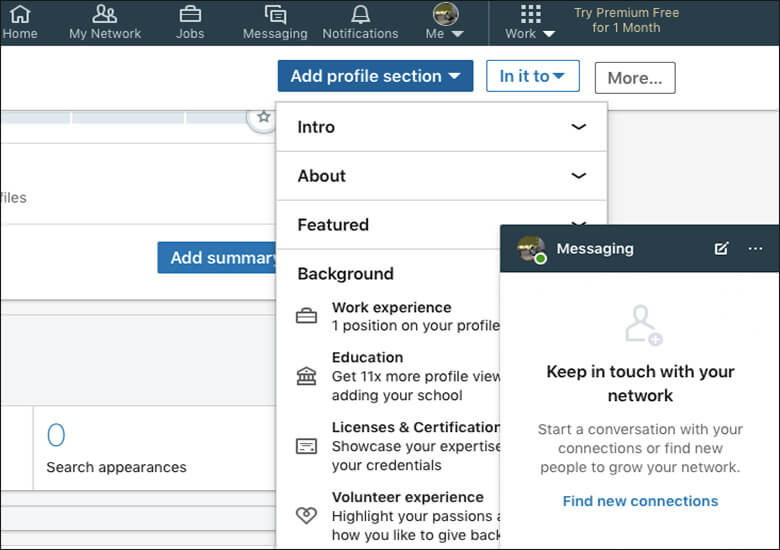 Home
My Network
Jobs
Messaging
Notifications
Me
Work
Try Premium Free
for 1 Month
Add profile section
In it to
More...
Intro
About
Featured
files
Add summary
Background
Work experience
1 position on your profile
Education
Get 11x more profile view
adding your school
Licenses & Certification
Showcase your expertise
your credentials
Volunteer experience
Highlight your passions a
how you like to give back
0
Search appearances
Messaging
...
Keep in touch with your
network
Start a conversation with your
connections or find new
people to grow your network.
Find new connections